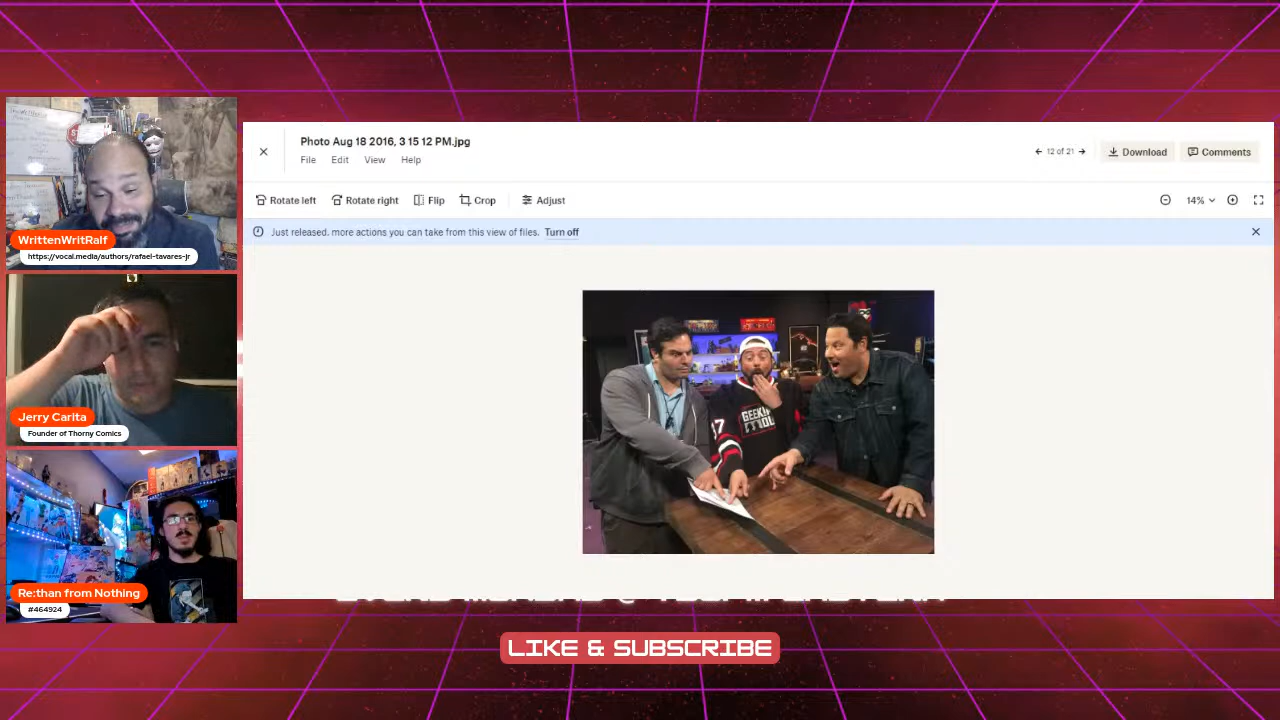 WrittenWritRalf
https://vocal.media/authors/rafael-tavares-jr
Jerry Carita
Founder of Thorny Comics
Re:than from Nothing
#464924
Photo Aug 18 2016, 3 15 12 PM.jpg
File Edit View Help
12 of 21
Download
Comments
Rotate left Rotate right Flip Crop Adjust
14%
Just released, more actions you can take from this view of files. Turn off
LIKE & SUBSCRIBE